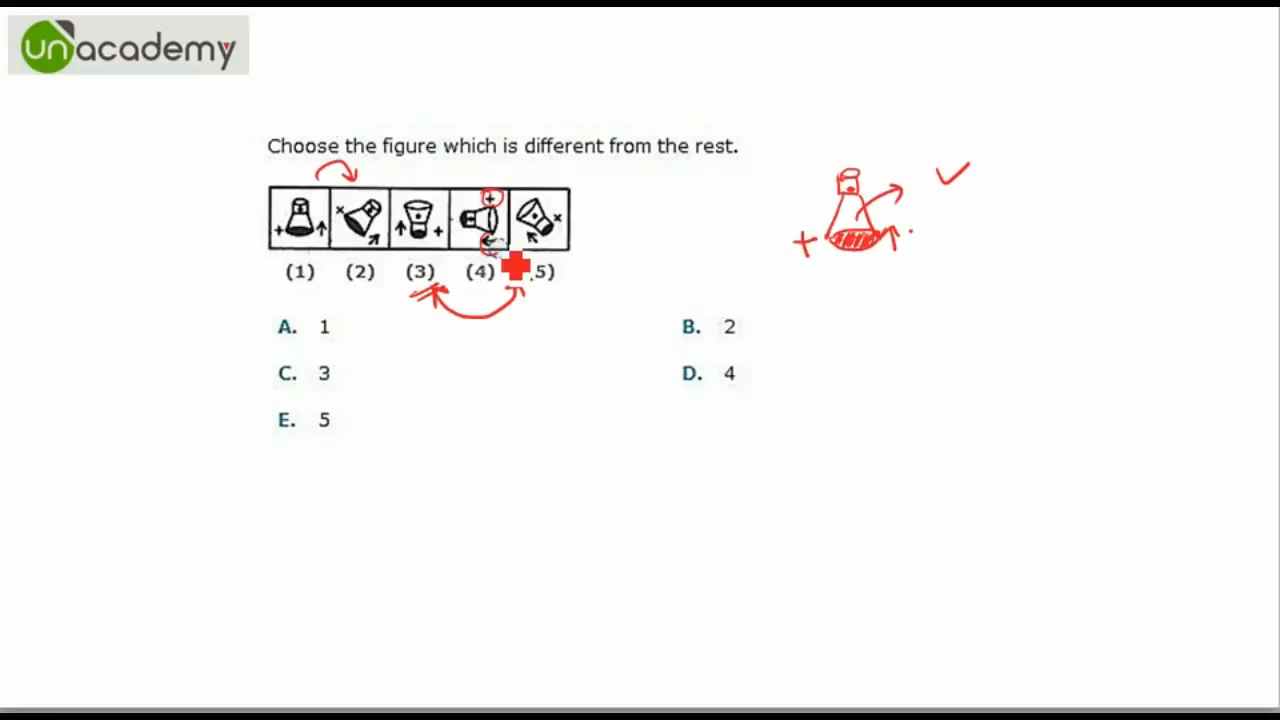 unacademy
Choose the figure which is different from the rest.
(1) (2) (3) (4) 5)
A. 1 B. 2
C. 3 D. 4
E. 5